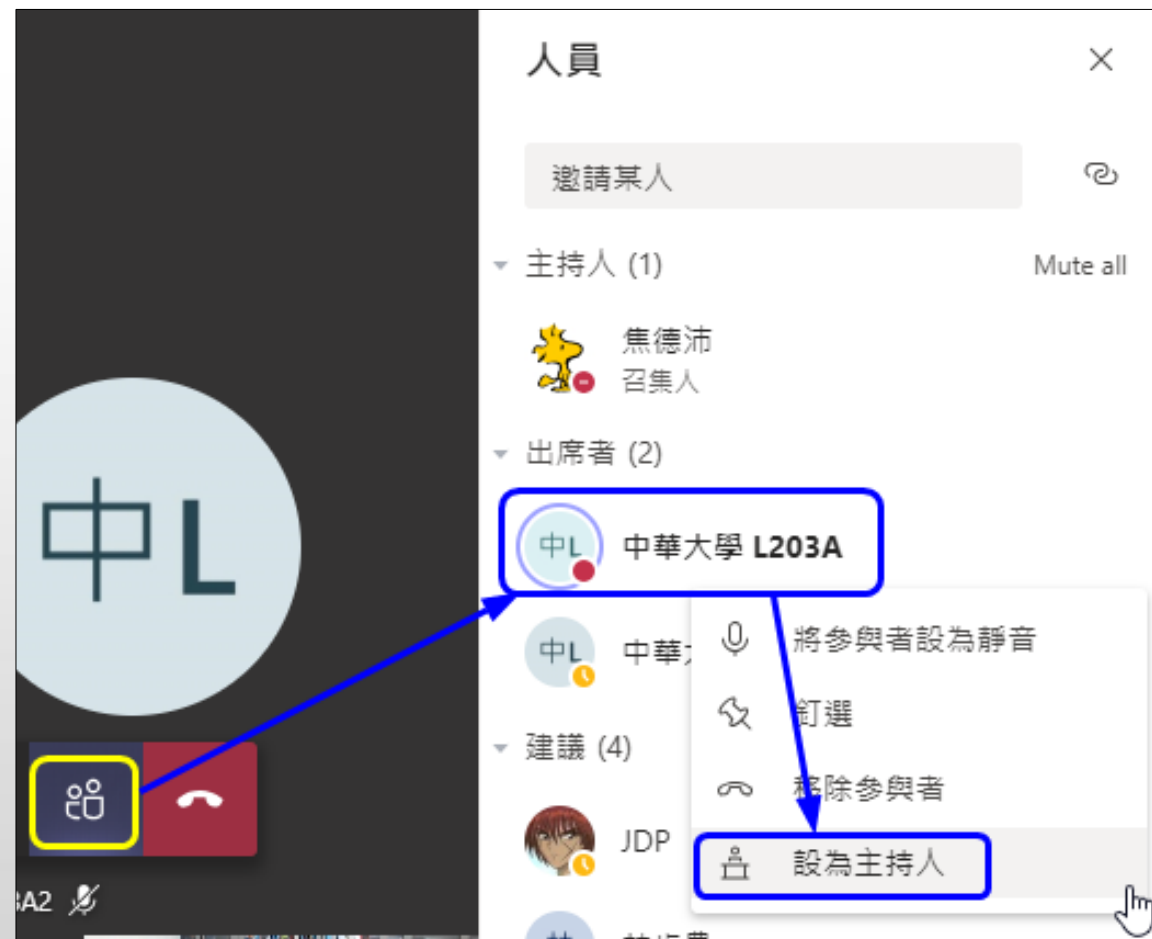 人員
邀請某人
主持人 (1)
Mute all
焦德沛
召集人
出席者 (2)
中L
中L
中華大學 L203A
將參與者設為靜音
中L
中華
釘選
建議 (4)
移除參與者
JDP
設為主持人
A2